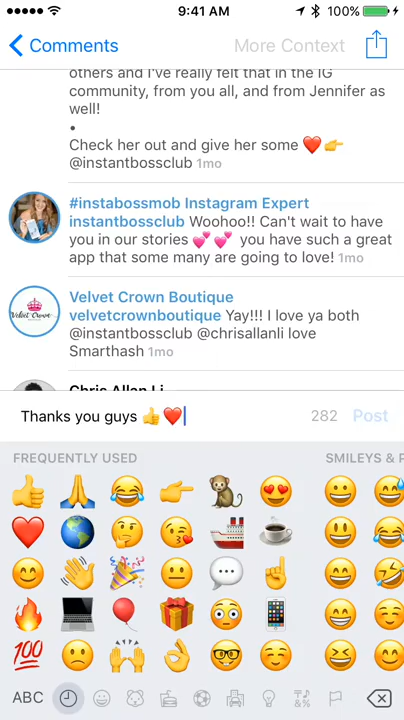 9:41 AM 100%
Comments More Context
others and I've really felt that in the IG
community, from you all, and from Jennifer as
well!
•
Check her out and give her some ❤️👉
@instantbossclub 1mo
#instabossmob Instagram Expert
instantbossclub Woohoo!! Can't wait to have
you in our stories 💕💕 you have such a great
app that some many are going to love! 1mo
Velvet Crown Boutique
velvetcrownboutique Yay!!! I love ya both
@instantbossclub @chrisallanli love
Smarthash 1mo
Chris Allan Li
Thanks you guys 👍❤️ 282 Post
FREQUENTLY USED SMILEYS & P
ABC